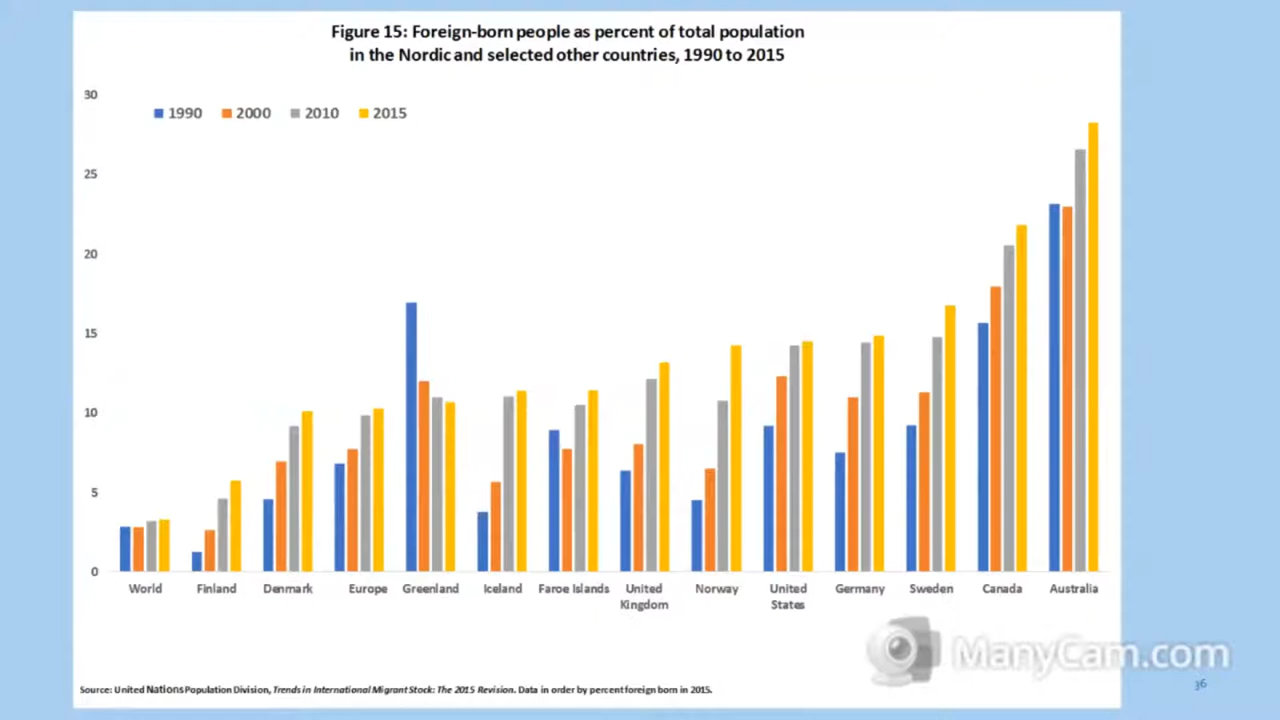 Figure 15: Foreign-born people as percent of total population
in the Nordic and selected other countries, 1990 to 2015
30
1990 2000 2010 2015
25
20
15
10
5
0
World Finland Denmark Europe Greenland Iceland Faroe Islands United Kingdom Norway United States Germany Sweden Canada Australia
ManyCam.com
36
Source: United Nations Population Division, Trends in International Migrant Stock: The 2015 Revision. Data in order by percent foreign born in 2015.